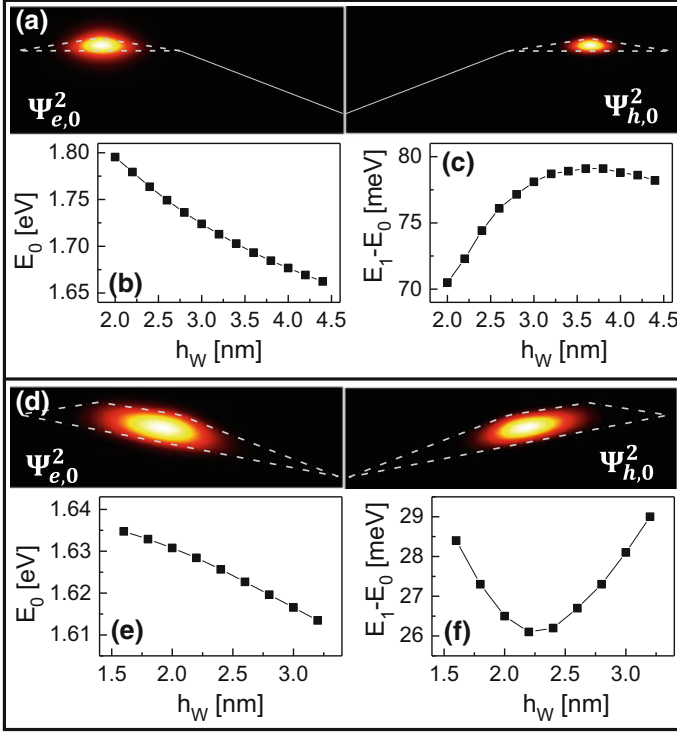 (a)
Ψ²e,0
Ψ²h,0
1.80
1.75
1.70
1.65
E₀ [eV]
(b)
2.0 2.5 3.0 3.5 4.0 4.5
h_W [nm]
80
75
70
E₁-E₀ [meV]
(c)
2.0 2.5 3.0 3.5 4.0 4.5
h_W [nm]
(d)
Ψ²e,0
Ψ²h,0
1.64
1.63
1.62
1.61
E₀ [eV]
(e)
1.5 2.0 2.5 3.0
h_W [nm]
29
28
27
26
E₁-E₀ [meV]
(f)
1.5 2.0 2.5 3.0
h_W [nm]